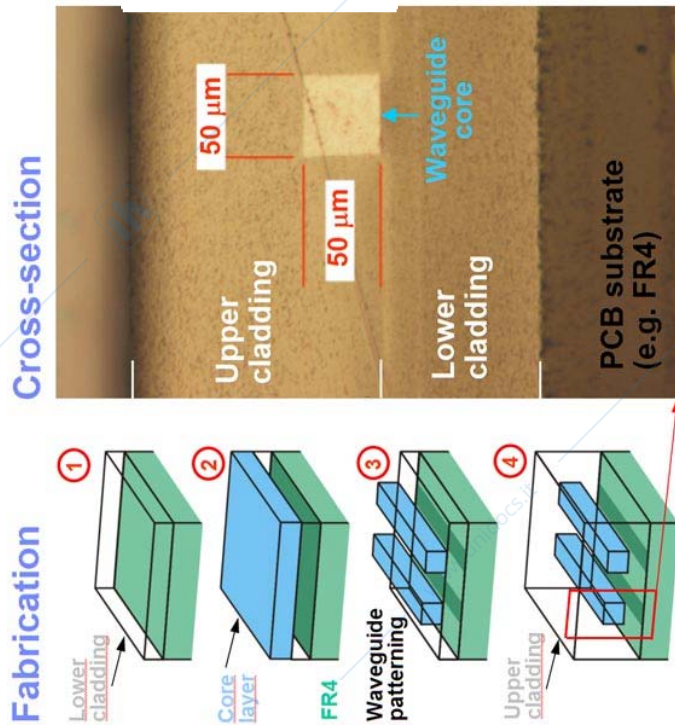 Fabrication
Lower
cladding
1
Core
layer
2
FR4
Waveguide
patterning
3
Upper
cladding
4
Cross-section
50 µm
50 µm
Upper
cladding
Waveguide
core
Lower
cladding
PCB substrate
(e.g. FR4)